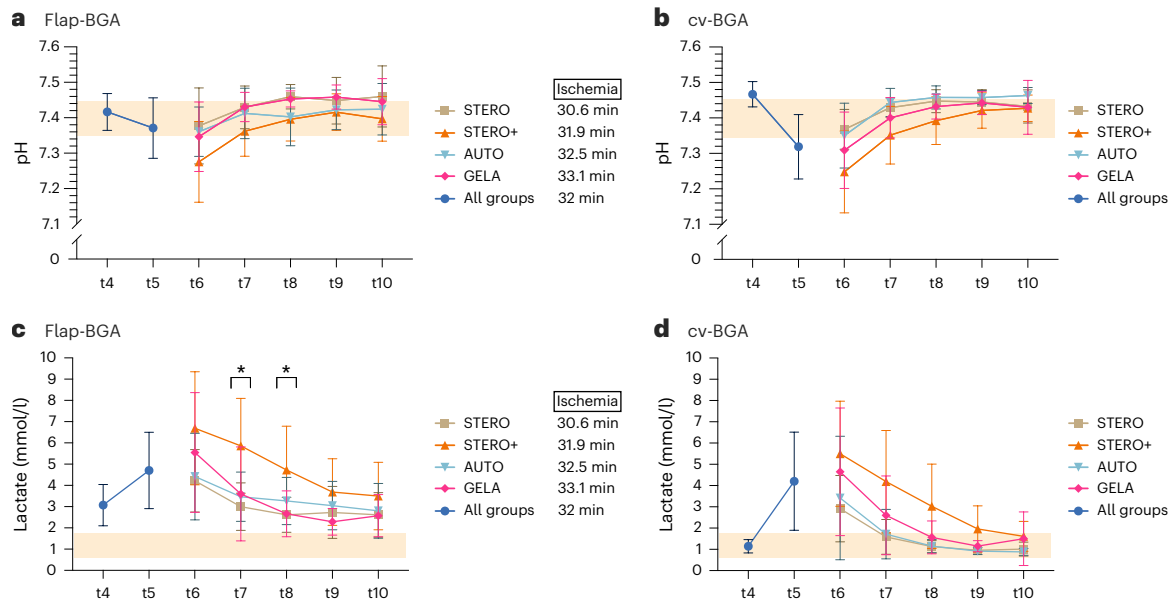 a Flap-BGA
7.6
7.5
7.4
7.3
7.2
7.1
0
pH
t4 t5 t6 t7 t8 t9 t10
Ischemia
STERO 30.6 min
STERO+ 31.9 min
AUTO 32.5 min
GELA 33.1 min
All groups 32 min
b cv-BGA
7.6
7.5
7.4
7.3
7.2
7.1
0
pH
t4 t5 t6 t7 t8 t9 t10
STERO
STERO+
AUTO
GELA
All groups
c Flap-BGA
10
9
8
7
6
5
4
3
2
1
0
Lactate (mmol/l)
* *
t4 t5 t6 t7 t8 t9 t10
Ischemia
STERO 30.6 min
STERO+ 31.9 min
AUTO 32.5 min
GELA 33.1 min
All groups 32 min
d cv-BGA
10
9
8
7
6
5
4
3
2
1
0
Lactate (mmol/l)
t4 t5 t6 t7 t8 t9 t10
STERO
STERO+
AUTO
GELA
All groups